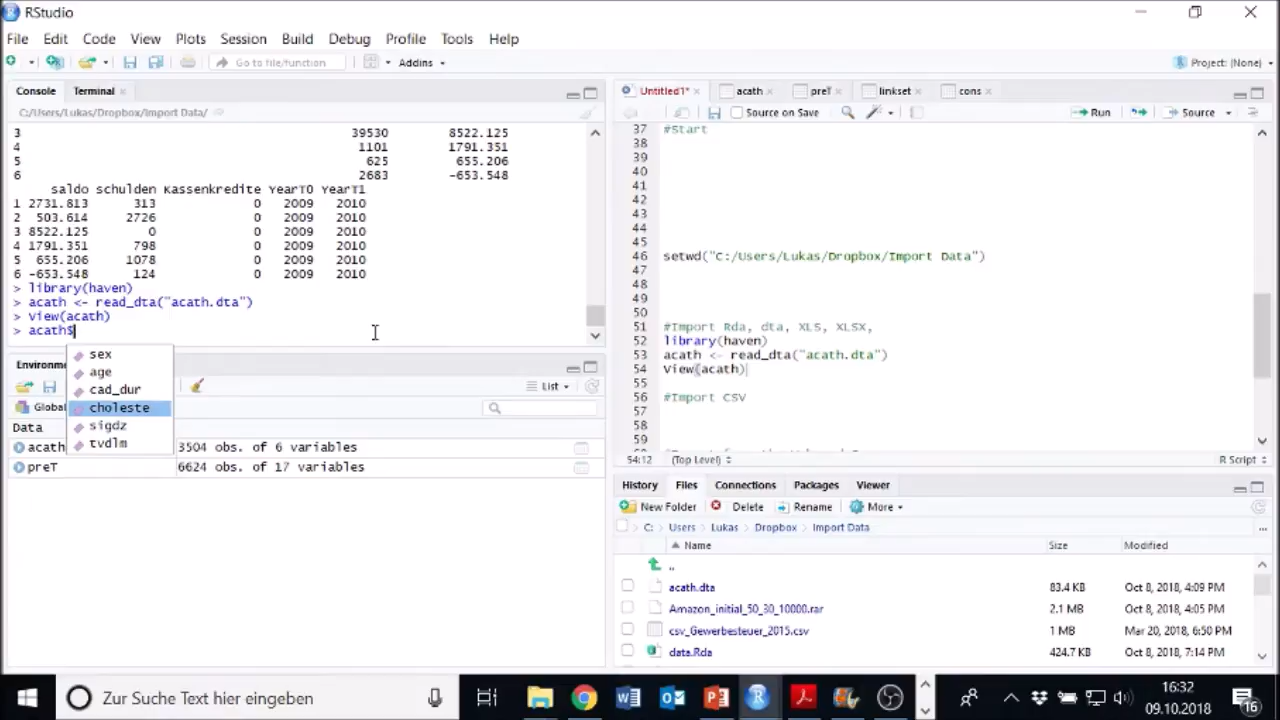 RStudio
File Edit Code View Plots Session Build Debug Profile Tools Help
Go to file/function Addins Project: (None)
Console Terminal
C:/Users/Lukas/Dropbox/Import Data/
3 39530 8522.125
4 1101 1791.351
5 625 655.206
6 2683 -653.548
saldo schulden Kassenkredite YearT0 YearT1
1 2731.813 313 0 2009 2010
2 503.614 2726 0 2009 2010
3 8522.125 0 0 2009 2010
4 1791.351 798 0 2009 2010
5 655.206 1078 0 2009 2010
6 -653.548 124 0 2009 2010
> library(haven)
> acath <- read_dta("acath.dta")
> View(acath)
> acath$
sex
age
cad_dur
choleste
sigdz
tvdlm
Environme
List
Global
Data
acath 3504 obs. of 6 variables
preT 6624 obs. of 17 variables
Untitled1* acath preT linkset cons
Source on Save Run Source
37 #Start
38
39
40
41
42
43
44
45
46 setwd("C:/Users/Lukas/Dropbox/Import Data")
47
48
49
50
51 #Import Rda, dta, XLS, XLSX,
52 library(haven)
53 acath <- read_dta("acath.dta")
54 View(acath)
55
56 #Import CSV
57
58
59
54:12 (Top Level) R Script
History Files Connections Packages Viewer
New Folder Delete Rename More
C: Users Lukas Dropbox Import Data
Name Size Modified
..
acath.dta 83.4 KB Oct 8, 2018, 4:09 PM
Amazon_initial_50_30_10000.rar 2.1 MB Oct 8, 2018, 4:05 PM
csv_Gewerbesteuer_2015.csv 1 MB Mar 20, 2018, 6:50 PM
data.Rda 424.7 KB Oct 8, 2018, 7:14 PM
Zur Suche Text hier eingeben
16:32
09.10.2018
16